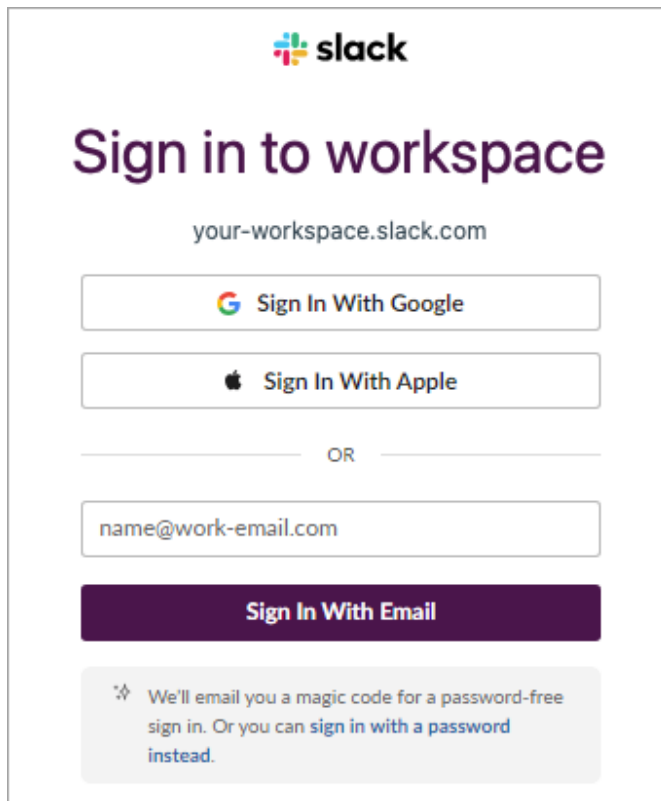 slack
Sign in to workspace
your-workspace.slack.com
Sign In With Google
Sign In With Apple
OR
name@work-email.com
Sign In With Email
We'll email you a magic code for a password-free
sign in. Or you can sign in with a password
instead.